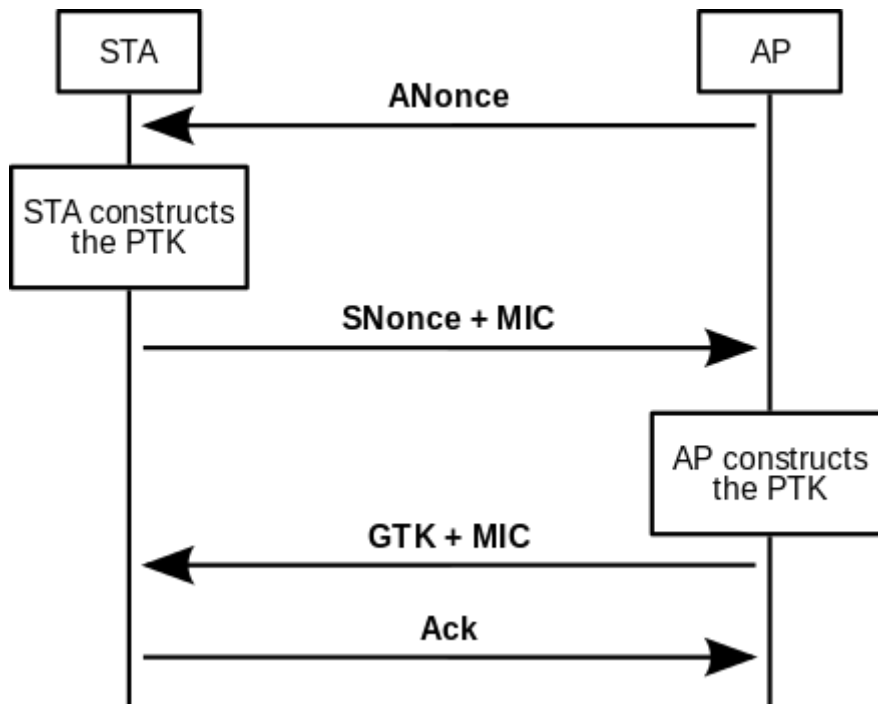 STA
AP
ANonce
STA constructs
the PTK
SNonce + MIC
AP constructs
the PTK
GTK + MIC
Ack